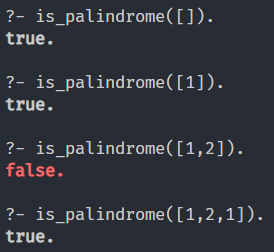 ?- is_palindrome([]).
true.
?- is_palindrome([1]).
true.
?- is_palindrome([1,2]).
false.
?- is_palindrome([1,2,1]).
true.